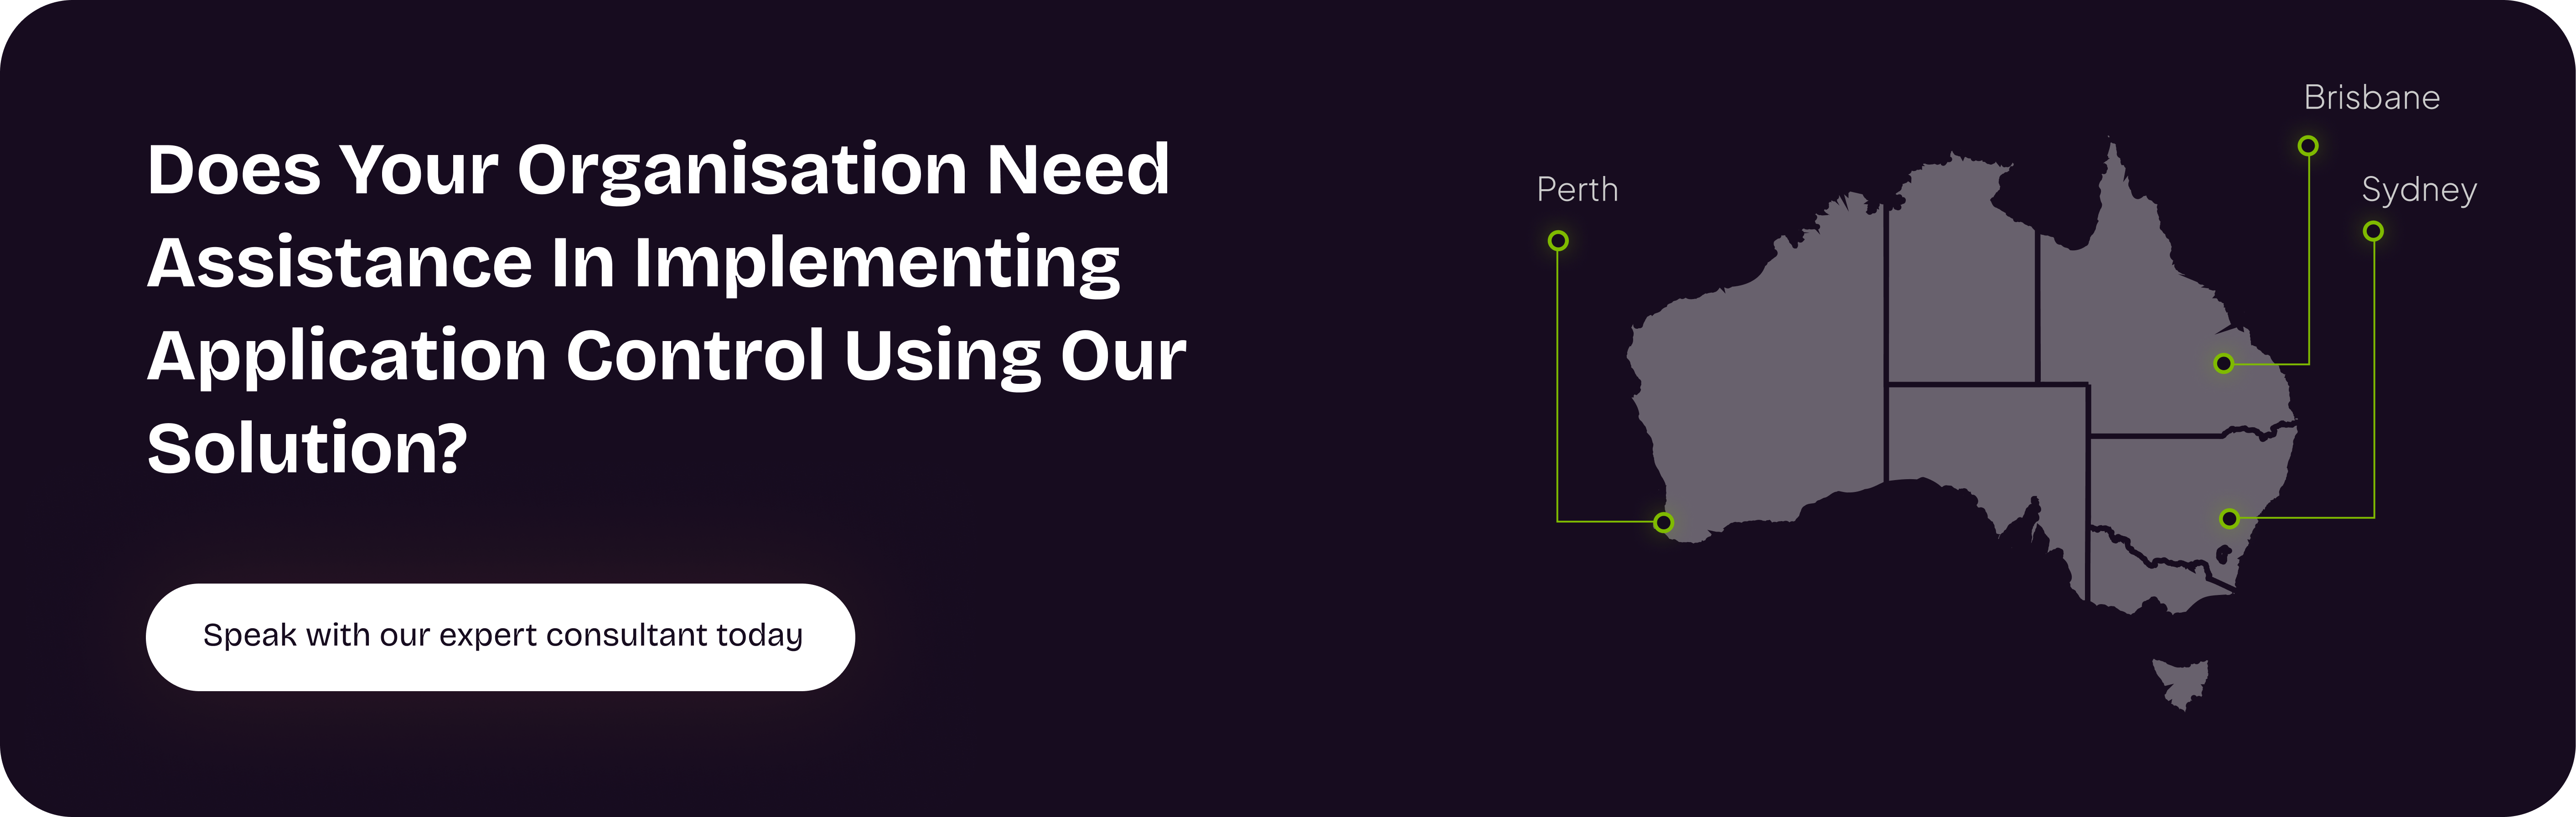 Does Your Organisation Need
Assistance In Implementing
Application Control Using Our
Solution?
Speak with our expert consultant today
Perth
Brisbane
Sydney